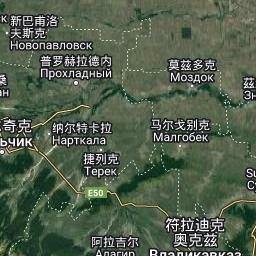 新巴甫洛
夫斯克
Новопавловск
普罗赫拉德内
Прохладный
莫兹多克
Моздок
奇克
纳尔特卡拉
Нарткала
马尔戈别克
Малгобек
捷列克
Терек
E50
符拉迪克
奥克兹
Владикавказ
阿拉吉尔
Алагир